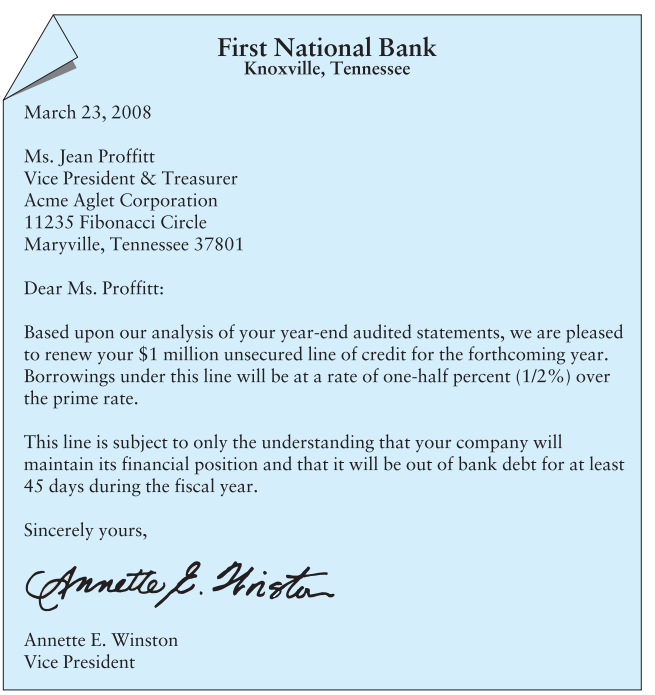 First National Bank
Knoxville, Tennessee
March 23, 2008
Ms. Jean Proffitt
Vice President & Treasurer
Acme Aglet Corporation
11235 Fibonacci Circle
Maryville, Tennessee 37801
Dear Ms. Proffitt:
Based upon our analysis of your year-end audited statements, we are pleased
to renew your $1 million unsecured line of credit for the forthcoming year.
Borrowings under this line will be at a rate of one-half percent (1/2%) over
the prime rate.
This line is subject to only the understanding that your company will
maintain its financial position and that it will be out of bank debt for at least
45 days during the fiscal year.
Sincerely yours,
Annette E. Winston
Annette E. Winston
Vice President